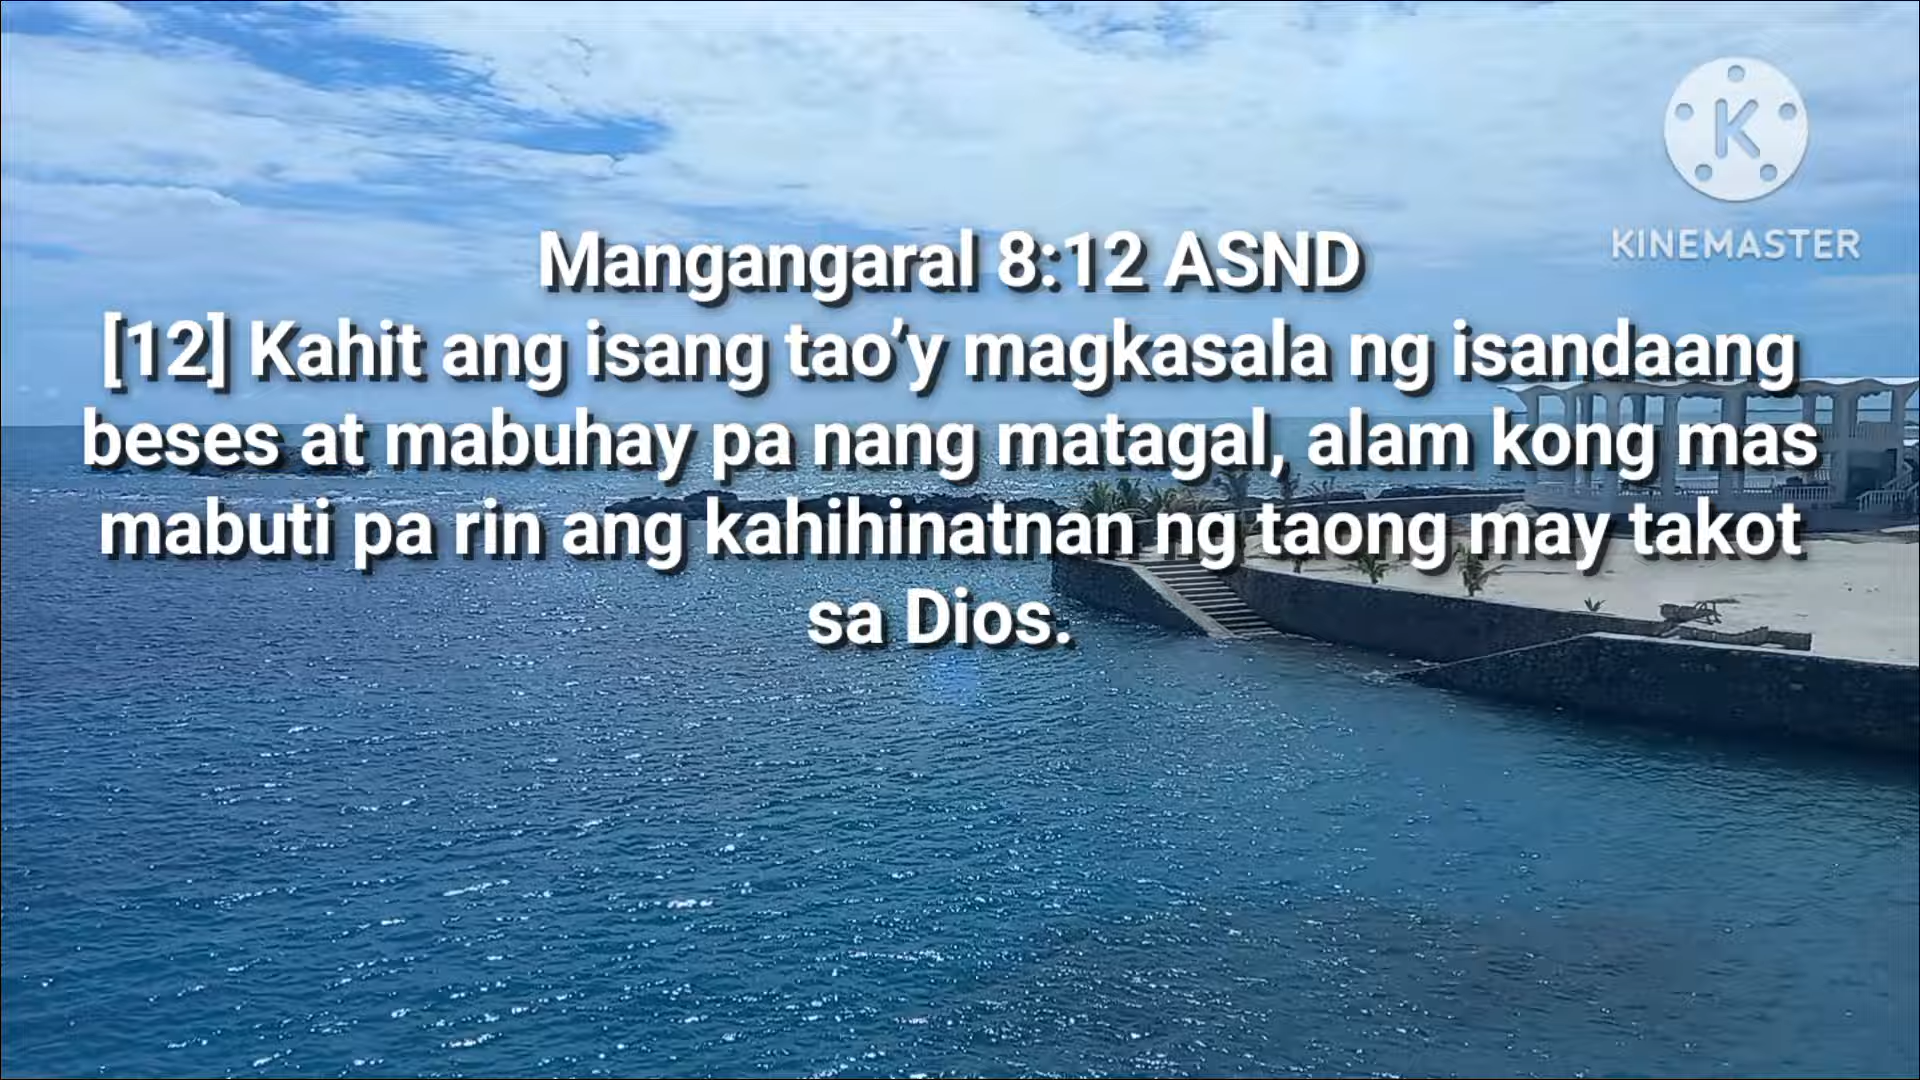 KINEMASTER
Mangangaral 8:12 ASND
[12] Kahit ang isang tao’y magkasala ng isandaang
beses at mabuhay pa nang matagal, alam kong mas
mabuti pa rin ang kahihinatnan ng taong may takot
sa Dios.